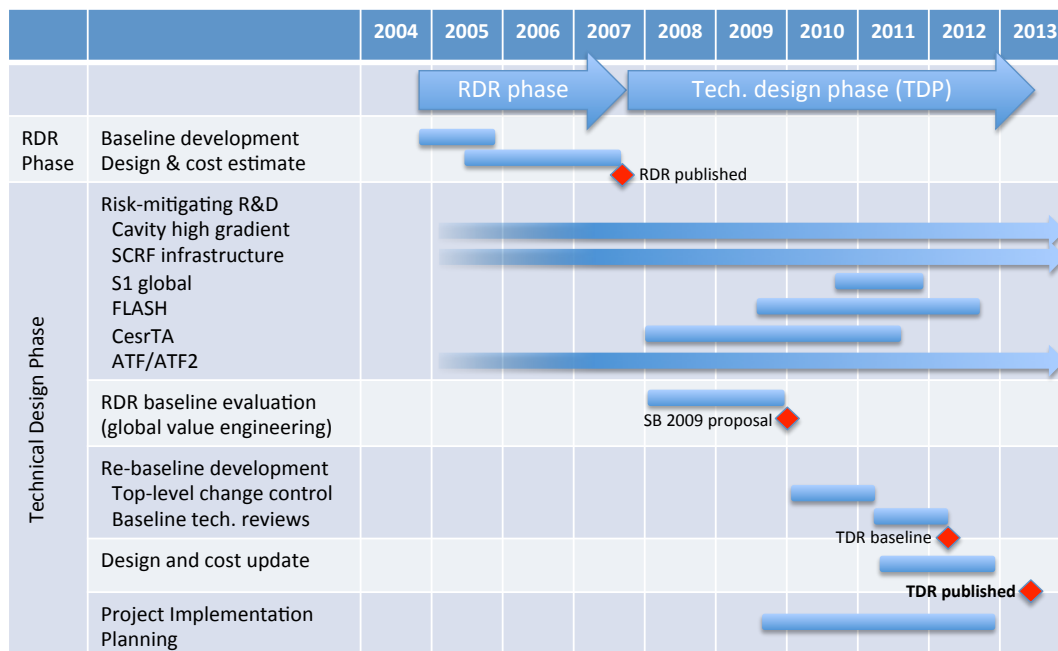 2004 2005 2006 2007 2008 2009 2010 2011 2012 2013
RDR phase Tech. design phase (TDP)
RDR
Phase
Baseline development
Design & cost estimate
RDR published
Technical Design Phase
Risk-mitigating R&D
Cavity high gradient
SCRF infrastructure
S1 global
FLASH
CesrTA
ATF/ATF2
RDR baseline evaluation
(global value engineering)
SB 2009 proposal
Re-baseline development
Top-level change control
Baseline tech. reviews
TDR baseline
Design and cost update
TDR published
Project Implementation
Planning